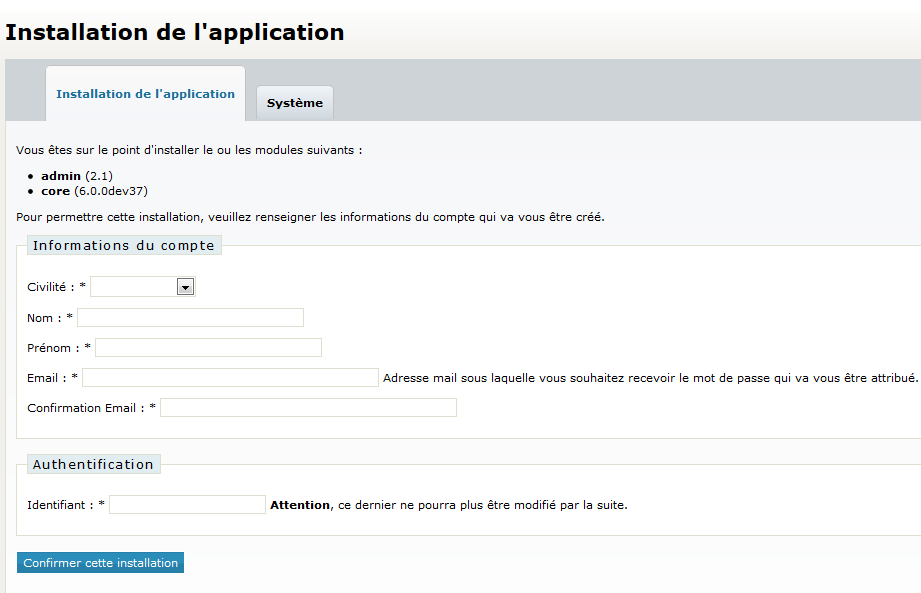 Installation de l'application
Installation de l'application
Système
Vous êtes sur le point d'installer le ou les modules suivants :
• admin (2.1)
• core (6.0.0dev37)
Pour permettre cette installation, veuillez renseigner les informations du compte qui va vous être créé.
Informations du compte
Civilité : *
Nom : *
Prénom : *
Email : * Adresse mail sous laquelle vous souhaitez recevoir le mot de passe qui va vous être attribué.
Confirmation Email : *
Authentification
Identifiant : * Attention, ce dernier ne pourra plus être modifié par la suite.
Confirmer cette installation